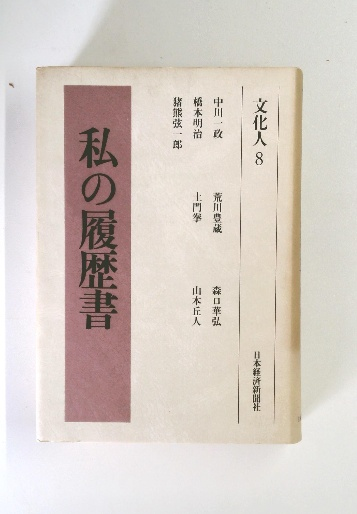 文化人 8
日本経済新聞社
中川一政　荒川豊蔵　森口華弘
橋本明治　土門拳　山本丘人
猪熊弦一郎
私の履歴書